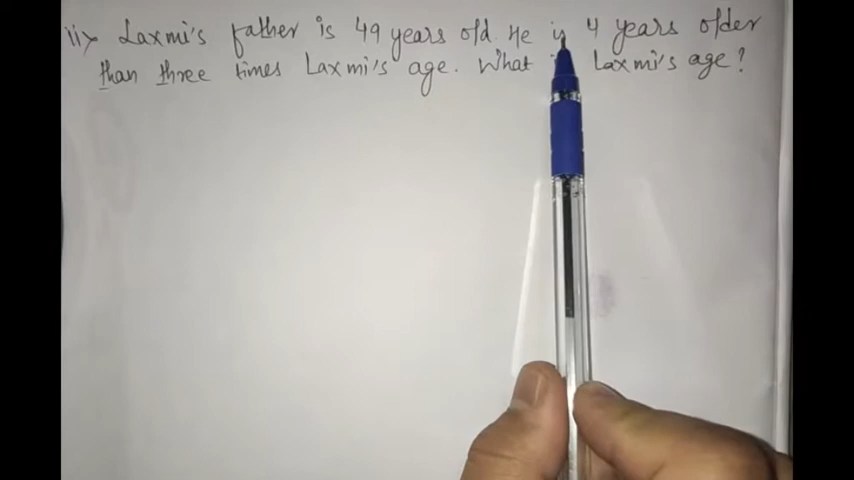 ii> Laxmi's father is 49 years old. He is 4 years older
than three times Laxmi's age. What Laxmi's age?